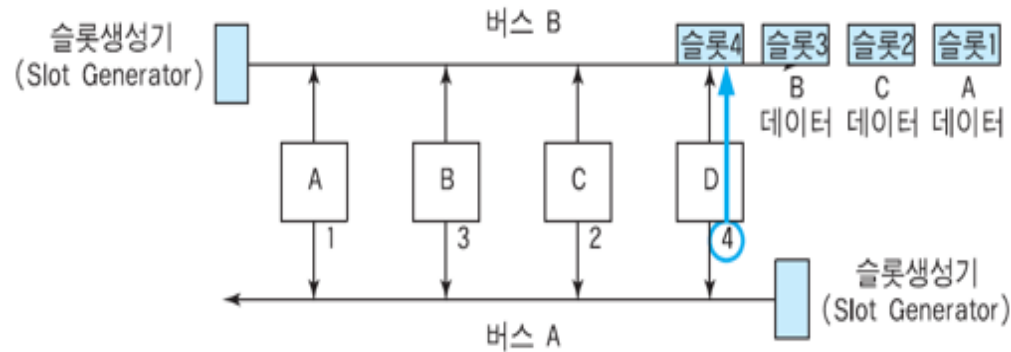 버스 B
슬롯생성기
(Slot Generator)
슬롯4 슬롯3 슬롯2 슬롯1
B C A
데이터 데이터 데이터
A B C D
1 3 2 4
슬롯생성기
(Slot Generator)
버스 A